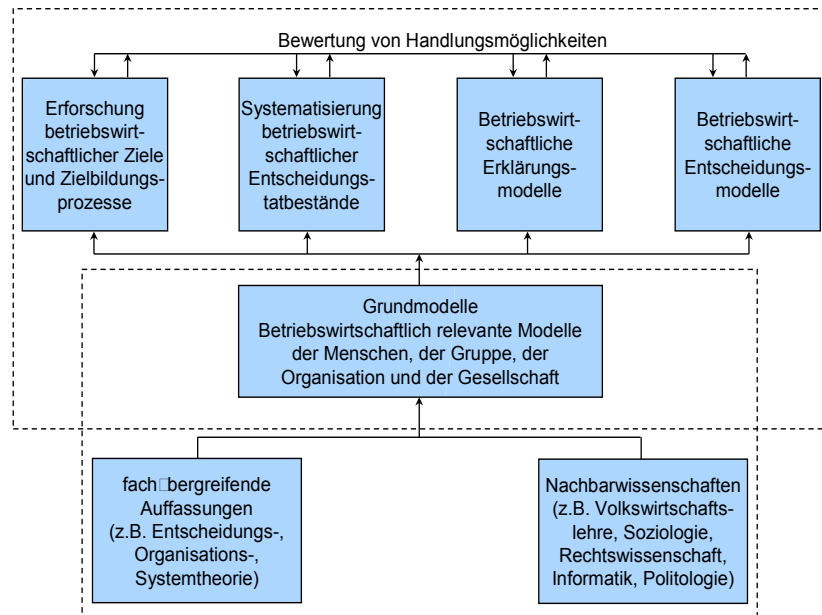 Bewertung von Handlungsmöglichkeiten
Erforschung
betriebswirt-
schaftlicher Ziele
und Zielbildungs-
prozesse
Systematisierung
betriebswirt-
schaftlicher
Entscheidungs-
tatbestände
Betriebswirt-
schaftliche
Erklärungs-
modelle
Betriebswirt-
schaftliche
Entscheidungs-
modelle
Grundmodelle
Betriebswirtschaftlich relevante Modelle
der Menschen, der Gruppe, der
Organisation und der Gesellschaft
fach□bergreifende
Auffassungen
(z.B. Entscheidungs-,
Organisations-,
Systemtheorie)
Nachbarwissenschaften
(z.B. Volkswirtschafts-
lehre, Soziologie,
Rechtswissenschaft,
Informatik, Politologie)